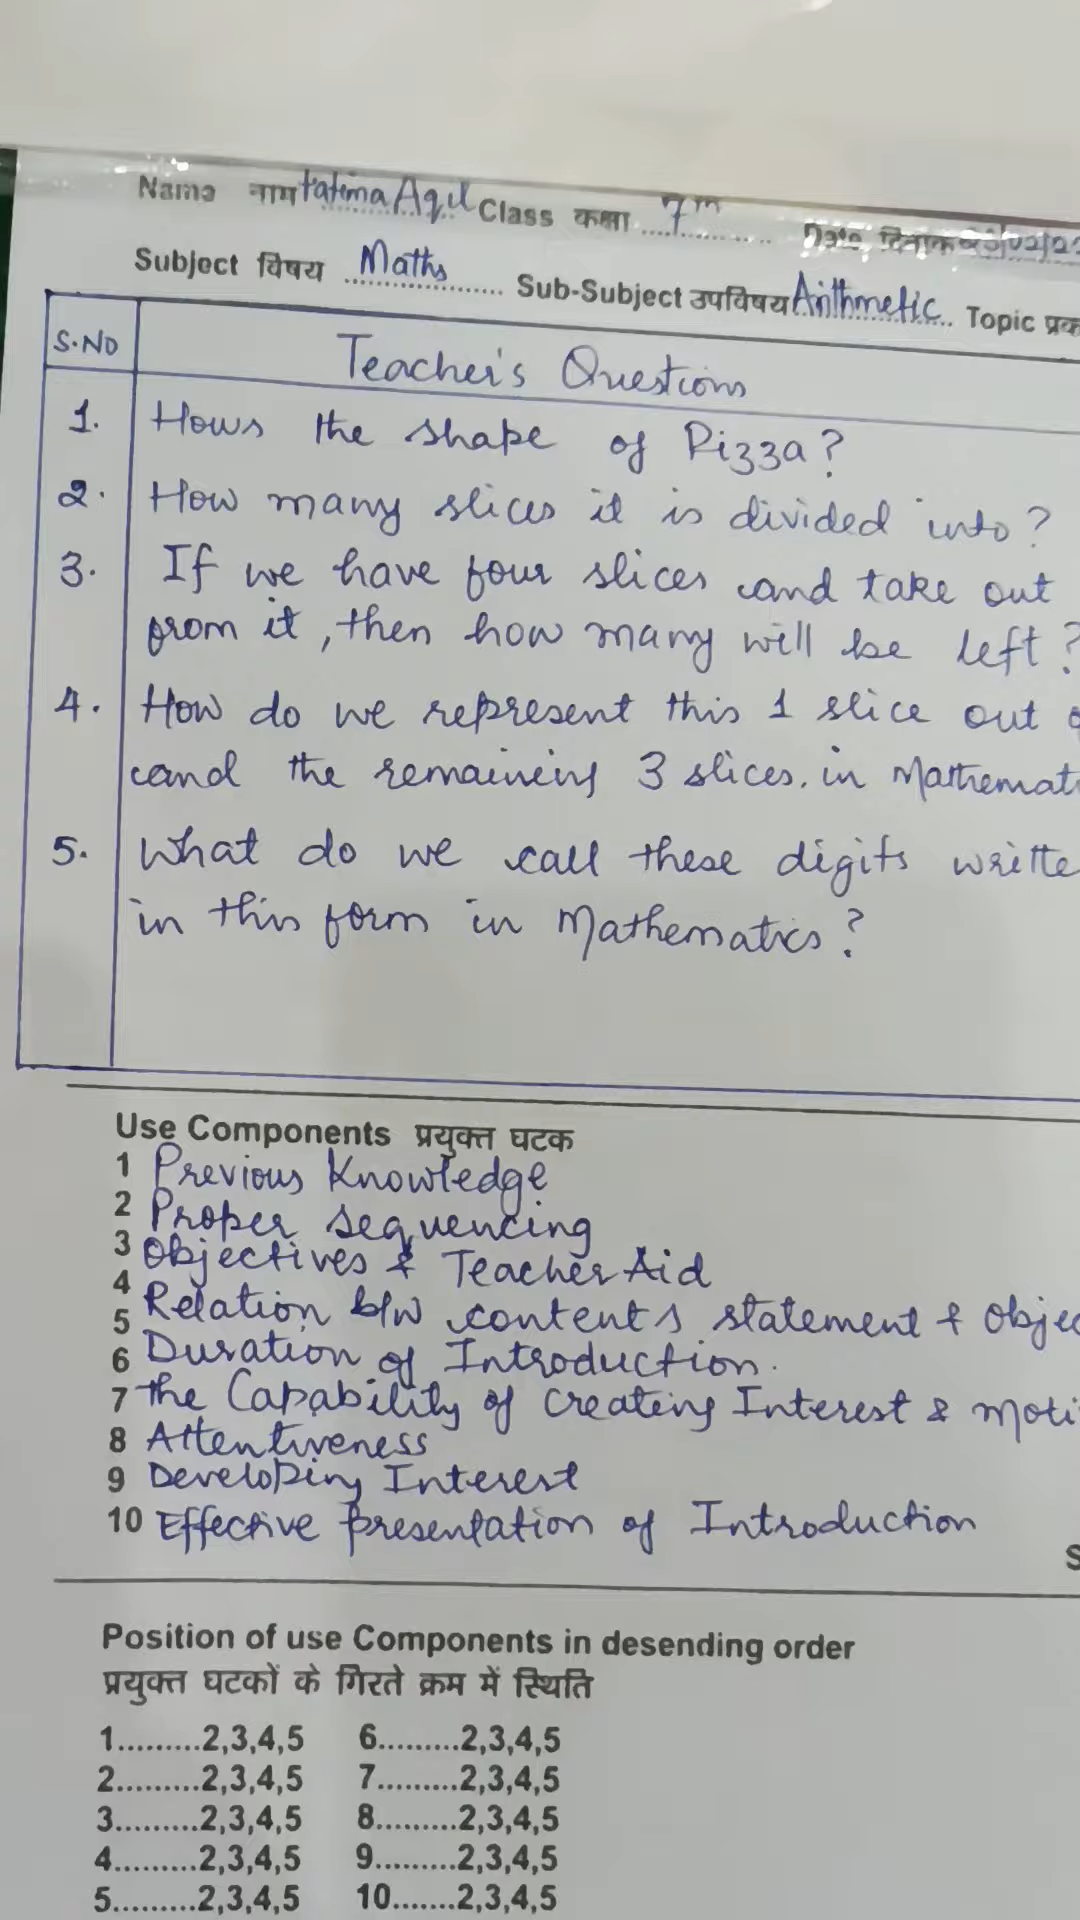 Name नाम Fatima Aqil Class कक्षा 7th Date दिनांक
Subject विषय Maths Sub-Subject उपविषय Arithmetic Topic
S.NO Teacher's Questions
1. Hows the shape of Pizza?
2. How many slices it is divided into?
3. If we have four slices and take out
from it, then how many will be left?
4. How do we represent this 1 slice out
and the remaining 3 slices. in
5. What do we call these digits
in this form in Mathematics?
Use Components प्रयुक्त घटक
1 Previous Knowledge
2 Proper sequencing
3 Objectives & Teacher Aid
4 Relation b/w contents statement &
5 Duration of Introduction.
6 The Capability of Creating Interest &
7 Attentiveness
8 Developing Interest
9 Effective presentation of Introduction
10
Position of use Components in desending order
प्रयुक्त घटकों के गिरते क्रम में स्थिति
1.........2,3,4,5 6.........2,3,4,5
2.........2,3,4,5 7.........2,3,4,5
3.........2,3,4,5 8.........2,3,4,5
4.........2,3,4,5 9.........2,3,4,5
5.........2,3,4,5 10.......2,3,4,5